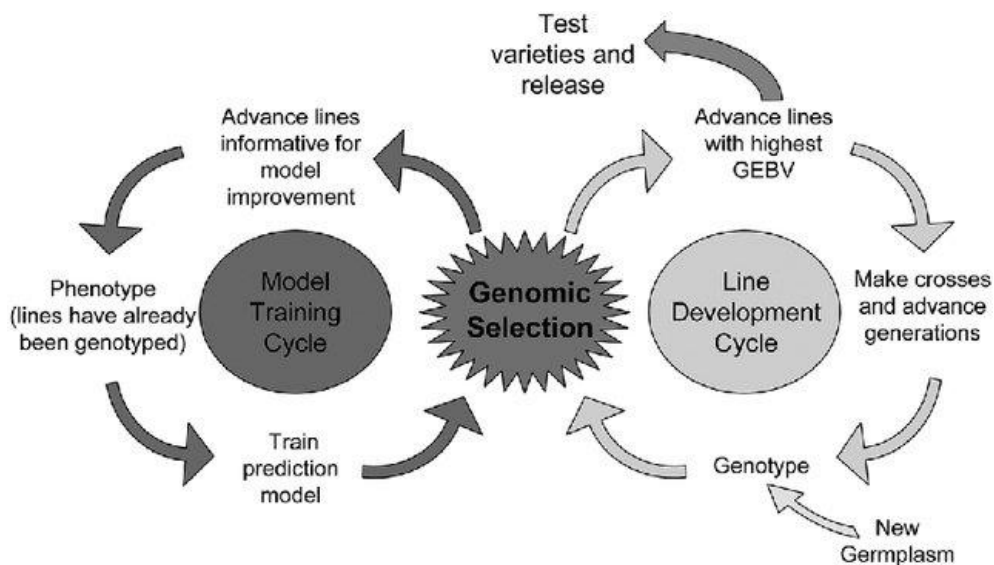 Test
varieties and
release
Advance lines
informative for
model
improvement
Advance lines
with highest
GEBV
Phenotype
(lines have already
been genotyped)
Model
Training
Cycle
Genomic
Selection
Line
Development
Cycle
Make crosses
and advance
generations
Train
prediction
model
Genotype
New
Germplasm